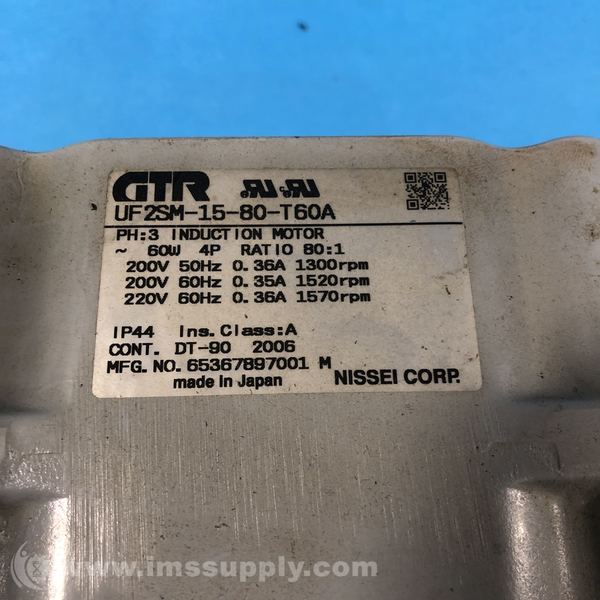 GTR
UF2SM-15-80-T60A
PH:3 INDUCTION MOTOR
~ 60W 4P RATIO 80:1
200V 50Hz 0.36A 1300rpm
200V 60Hz 0.35A 1520rpm
220V 60Hz 0.36A 1570rpm
IP44 Ins.Class:A
CONT. DT-90 2006
MFG.NO.65367897001 M
made in Japan NISSEI CORP.
© www.imssupply.com